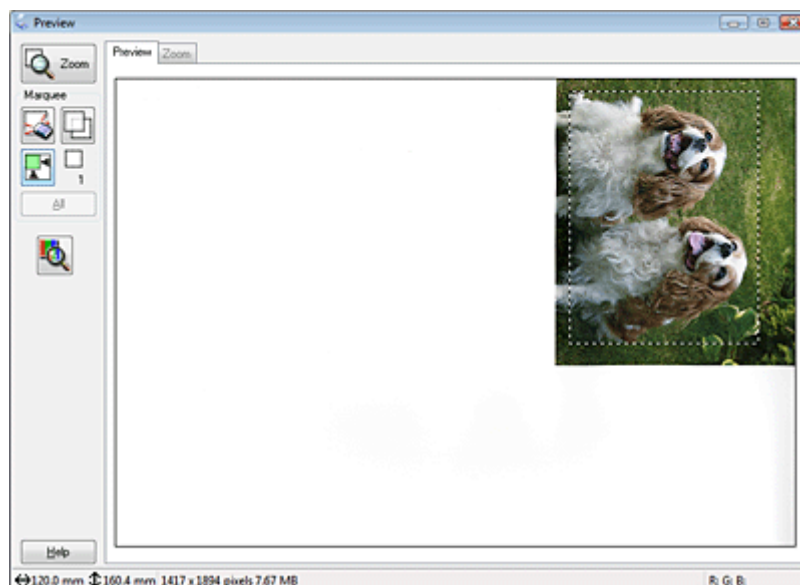 Preview
Preview Zoom
Zoom
Marquee
1
All
Help
120.0 mm 160.4 mm 1417 x 1894 pixels 7.67 MB R: G: B: